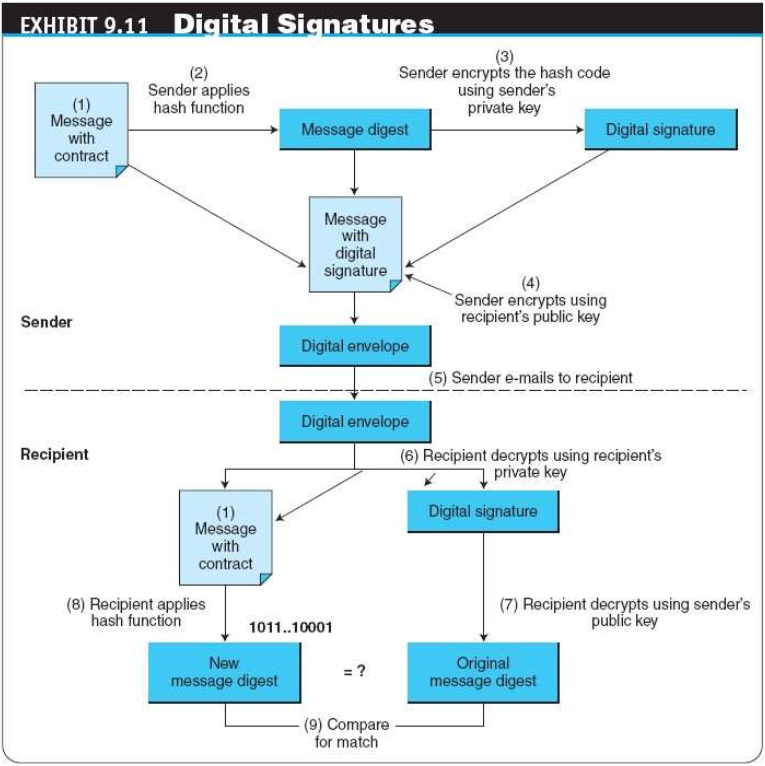 EXHIBIT 9.11 Digital Signatures
(1)
Message
with
contract
(2)
Sender applies
hash function
Message digest
(3)
Sender encrypts the hash code
using sender's
private key
Digital signature
Message
with
digital
signature
(4)
Sender encrypts using
recipient's public key
Sender
Digital envelope
(5) Sender e-mails to recipient
Digital envelope
Recipient
(6) Recipient decrypts using recipient's
private key
(1)
Message
with
contract
Digital signature
(8) Recipient applies
hash function
(7) Recipient decrypts using sender's
public key
1011..10001
New
message digest
= ?
Original
message digest
(9) Compare
for match